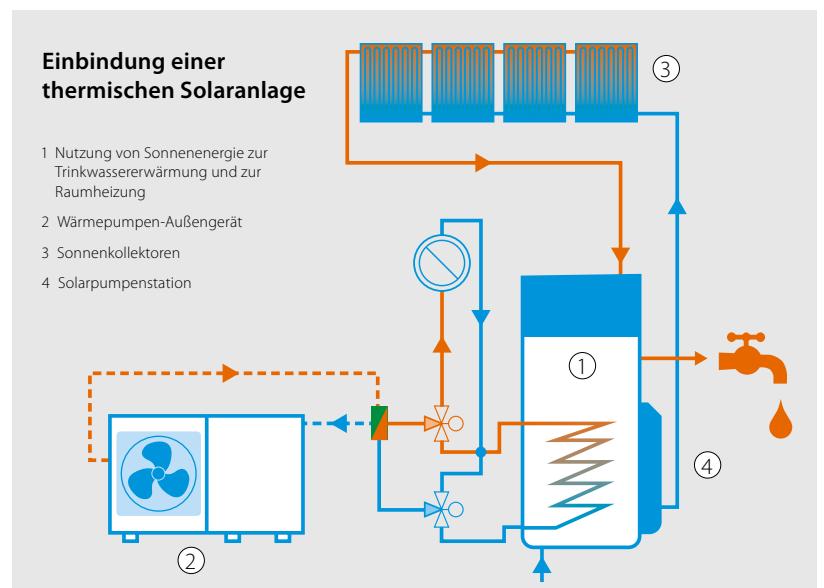 Einbindung einer
thermischen Solaranlage
1 Nutzung von Sonnenenergie zur
Trinkwassererwärmung und zur
Raumheizung
2 Wärmepumpen-Außengerät
3 Sonnenkollektoren
4 Solarpumpenstation
3
1
4
2